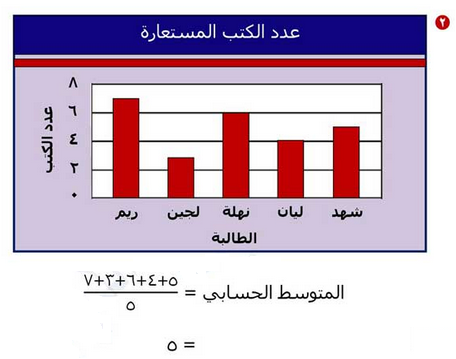 ٢
عدد الكتب المستعارة
عدد الكتب
٨
٦
٤
٢
٠
ريم لجين نهلة ليان شهد
الطالبة
المتوسط الحسابي = ٧+٣+٦+٤+٥
٥
= ٥